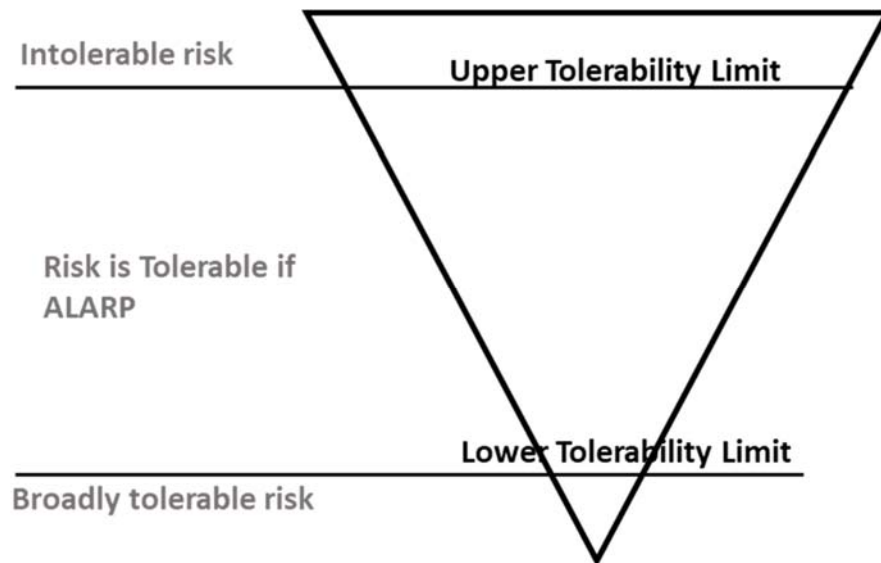 Intolerable risk
Upper Tolerability Limit
Risk is Tolerable if
ALARP
Lower Tolerability Limit
Broadly tolerable risk